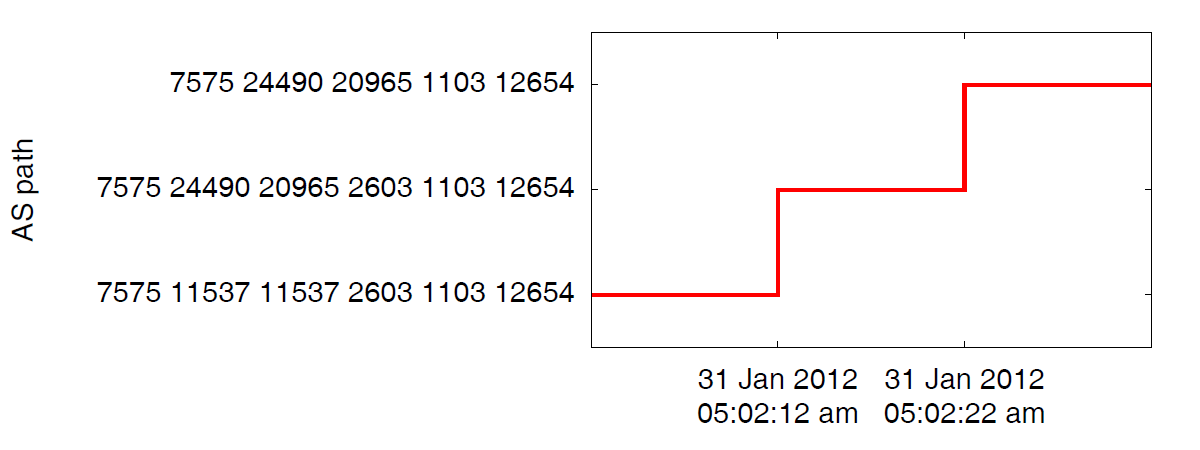 7575 24490 20965 1103 12654
7575 24490 20965 2603 1103 12654
7575 11537 11537 2603 1103 12654
AS path
31 Jan 2012 31 Jan 2012
05:02:12 am 05:02:22 am